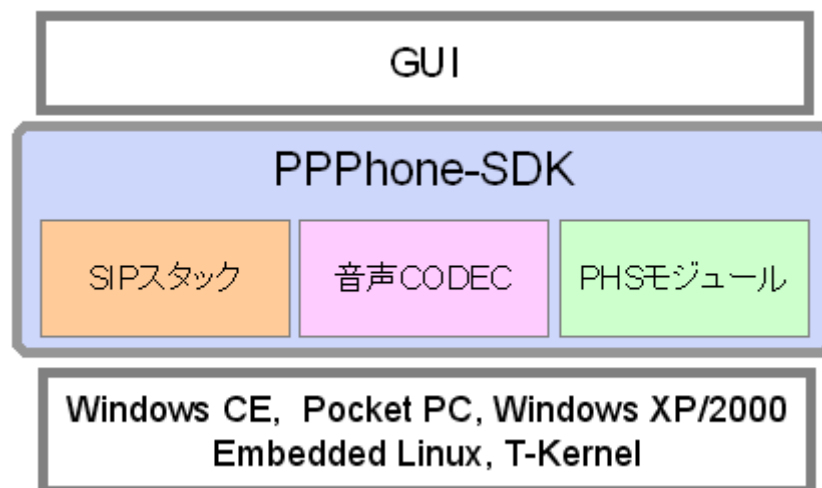 GUI
PPPhone-SDK
SIPスタック
音声CODEC
PHSモジュール
Windows CE, Pocket PC, Windows XP/2000
Embedded Linux, T-Kernel